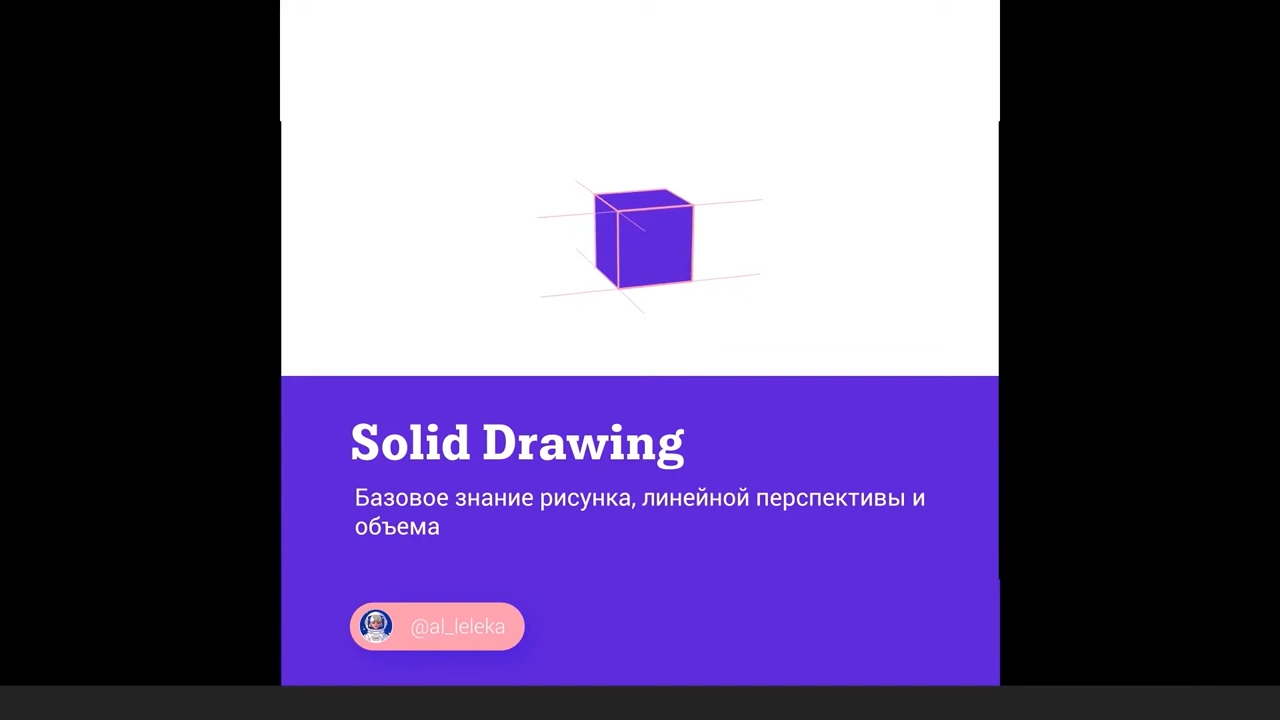 Solid Drawing
Базовое знание рисунка, линейной перспективы и
объема
@al_leleka